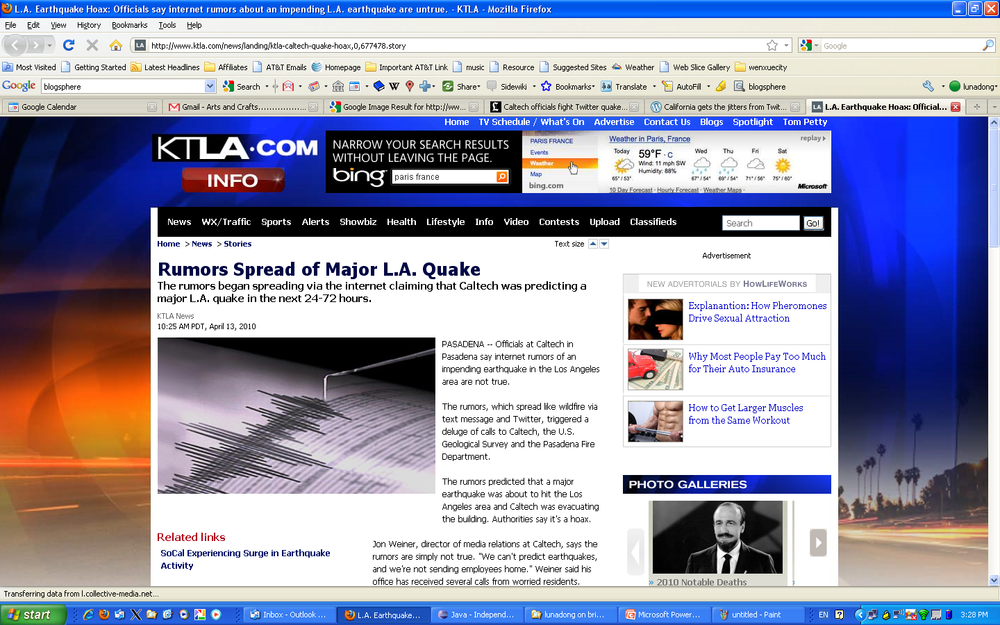 L.A. Earthquake Hoax: Officials say internet rumors about an impending L.A. earthquake are untrue. - KTLA - Mozilla Firefox
File Edit View History Bookmarks Tools Help
LA http://www.ktla.com/news/landing/ktla-caltech-quake-hoax,0,677478.story Google
Most Visited Getting Started Latest Headlines Affiliates AT&T Emails Homepage Important AT&T Link music Resource Suggested Sites Weather Web Slice Gallery wenxuecity
Google blogsphere Search Share Sidewiki Bookmarks Translate AutoFill blogsphere lunadong
Google Calendar Gmail - Arts and Crafts.................. Google Image Result for http://ww... Caltech officials fight Twitter quake... California gets the jitters from Twit... LA L.A. Earthquake Hoax: Official...
Home TV Schedule / What's On Advertise Contact Us Blogs Spotlight Tom Petty
KTLA.COM
INFO
NARROW YOUR SEARCH RESULTS
WITHOUT LEAVING THE PAGE.
bing paris france
PARIS FRANCE
Events
Weather
Map
bing.com
Weather in Paris, France
replay
Today 59°F · C Wed Thu Fri Sat
Wind: 11 mph SW
Humidity: 88%
65° / 53° 67° / 54° 69° / 54° 71° / 56° 75° / 60°
10 Day Forecast · Hourly Forecast · Weather Maps ·
Microsoft
News WX/Traffic Sports Alerts Showbiz Health Lifestyle Info Video Contests Upload Classifieds Search Go!
Home > News > Stories
Text size
Rumors Spread of Major L.A. Quake
The rumors began spreading via the internet claiming that Caltech was predicting a
major L.A. quake in the next 24-72 hours.
KTLA News
10:25 AM PDT, April 13, 2010
PASADENA -- Officials at Caltech in
Pasadena say internet rumors of an
impending earthquake in the Los Angeles
area are not true.
The rumors, which spread like wildfire via
text message and Twitter, triggered a
deluge of calls to Caltech, the U.S.
Geological Survey and the Pasadena Fire
Department.
The rumors predicted that a major
earthquake was about to hit the Los
Angeles area and Caltech was evacuating
the building. Authorities say it's a hoax.
Related links
SoCal Experiencing Surge in Earthquake
Activity
Jon Weiner, director of media relations at Caltech, says the
rumors are simply not true. "We can't predict earthquakes,
and we're not sending employees home." Weiner said his
office has received several calls from worried residents.
Advertisement
NEW ADVERTORIALS BY HOWLIFEWORKS
Explanantion: How Pheromones
Drive Sexual Attraction
Why Most People Pay Too Much
for Their Auto Insurance
How to Get Larger Muscles
from the Same Workout
PHOTO GALLERIES
» 2010 Notable Deaths
Transferring data from l.collective-media.net...
start Inbox - Outlook ... L.A. Earthquake... Java - Independ... lunadong on bri... Microsoft Power... untitled - Paint EN 3:28 PM